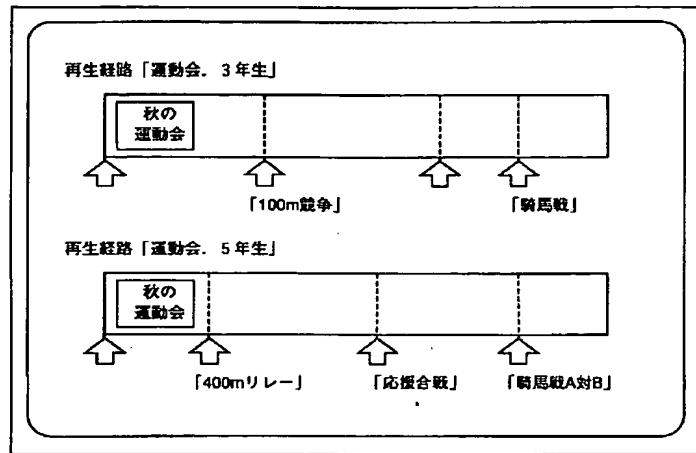 再生経路「運動会．3年生」
秋の
運動会
「100m競争」
「騎馬戦」
再生経路「運動会．5年生」
秋の
運動会
「400mリレー」
「応援合戦」
「騎馬戦A対B」